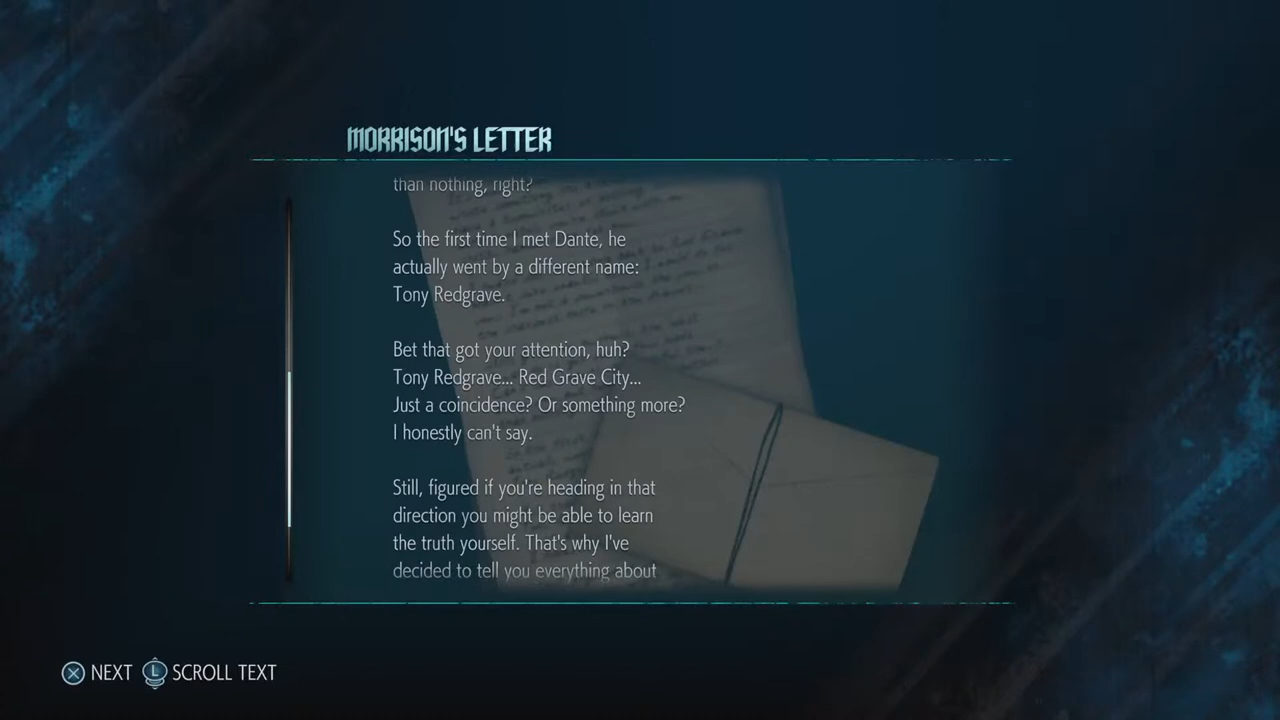 MORRISON'S LETTER
than nothing, right?
So the first time I met Dante, he
actually went by a different name:
Tony Redgrave.
Bet that got your attention, huh?
Tony Redgrave... Red Grave City...
Just a coincidence? Or something more?
I honestly can't say.
Still, figured if you're heading in that
direction you might be able to learn
the truth yourself. That's why I've
decided to tell you everything about
NEXT L SCROLL TEXT